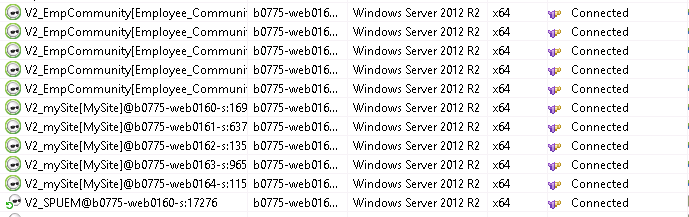 V2_EmpCommunity[Employee_Communit b0775-web016... Windows Server 2012 R2 x64 Connected
V2_EmpCommunity[Employee_Communit b0775-web016... Windows Server 2012 R2 x64 Connected
V2_EmpCommunity[Employee_Communit b0775-web016... Windows Server 2012 R2 x64 Connected
V2_EmpCommunity[Employee_Communit b0775-web016... Windows Server 2012 R2 x64 Connected
V2_EmpCommunity[Employee_Communit b0775-web016... Windows Server 2012 R2 x64 Connected
V2_mySite[MySite]@b0775-web0160-s:169 b0775-web016... Windows Server 2012 R2 x64 Connected
V2_mySite[MySite]@b0775-web0161-s:637 b0775-web016... Windows Server 2012 R2 x64 Connected
V2_mySite[MySite]@b0775-web0162-s:135 b0775-web016... Windows Server 2012 R2 x64 Connected
V2_mySite[MySite]@b0775-web0163-s:965 b0775-web016... Windows Server 2012 R2 x64 Connected
V2_mySite[MySite]@b0775-web0164-s:115 b0775-web016... Windows Server 2012 R2 x64 Connected
V2_SPUEM@b0775-web0160-s:17276 b0775-web016... Windows Server 2012 R2 x64 Connected